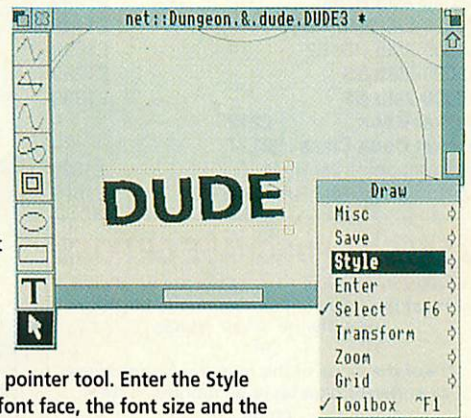 net::Dungeon.&.dude.DUDE3 *
DUDE
T
Draw
Misc
Save
Style
Enter
✓Select F6
Transform
Zoom
Grid
✓Toolbox ^F1
pointer tool. Enter the Style
font face, the font size and the